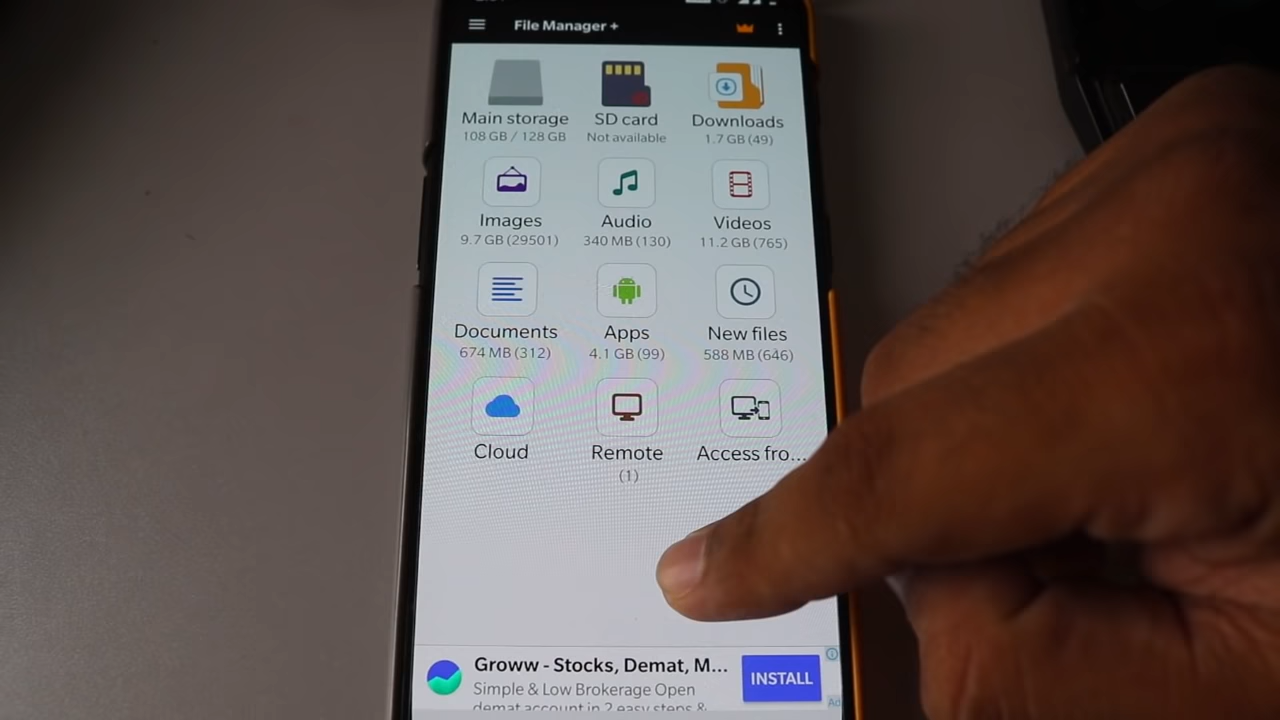 File Manager +
Main storage
108 GB / 128 GB
SD card
Not available
Downloads
1.7 GB (49)
Images
9.7 GB (29501)
Audio
340 MB (130)
Videos
11.2 GB (765)
Documents
674 MB (312)
Apps
4.1 GB (99)
New files
588 MB (646)
Cloud
Remote
(1)
Access fro...
Groww - Stocks, Demat, M...
Simple & Low Brokerage Open
demat account in 2 easy steps &
INSTALL
Ad